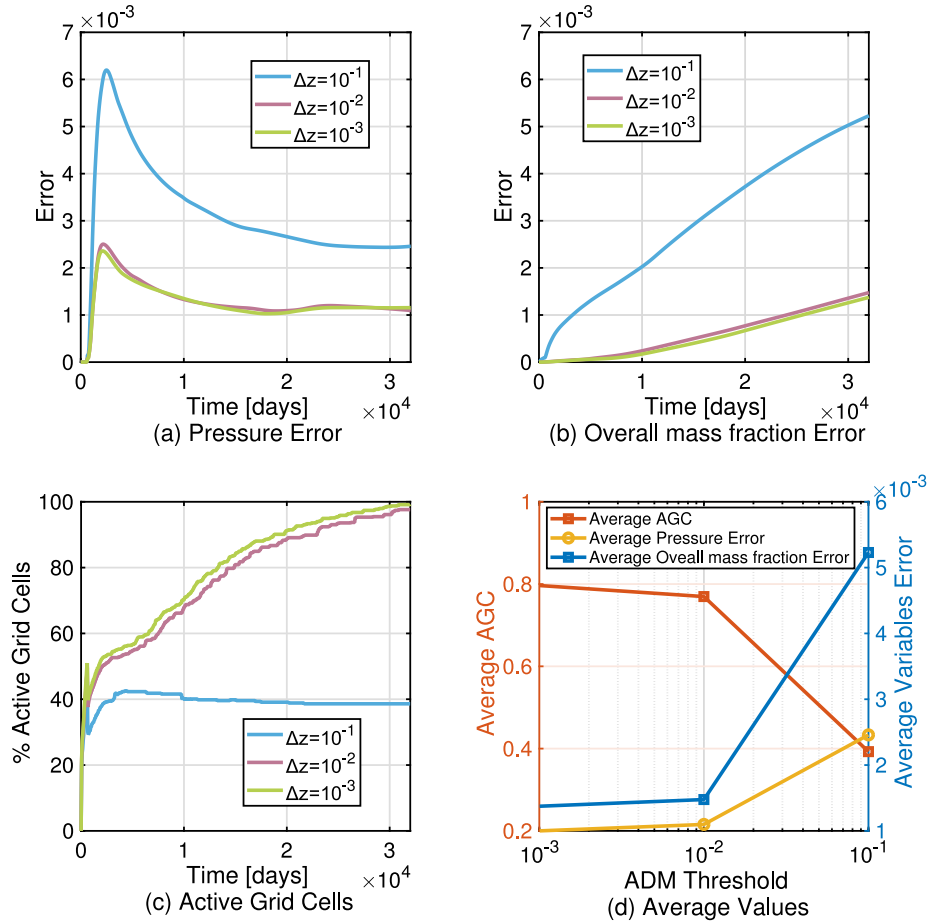 ×10⁻³
7
6
5
4
3
2
1
0
Error
Δz=10⁻¹
Δz=10⁻²
Δz=10⁻³
0
1
2
3
Time [days]
×10⁴
(a) Pressure Error
×10⁻³
7
6
5
4
3
2
1
0
Error
Δz=10⁻¹
Δz=10⁻²
Δz=10⁻³
0
1
2
3
Time [days]
×10⁴
(b) Overall mass fraction Error
100
80
60
40
20
0
% Active Grid Cells
Δz=10⁻¹
Δz=10⁻²
Δz=10⁻³
0
1
2
3
Time [days]
×10⁴
(c) Active Grid Cells
1
0.8
0.6
0.4
0.2
Average AGC
Average AGC
Average Pressure Error
Average Oveall mass fraction Error
×10⁻³
6
5
4
3
2
1
Average Variables Error
10⁻³
10⁻²
10⁻¹
ADM Threshold
(d) Average Values